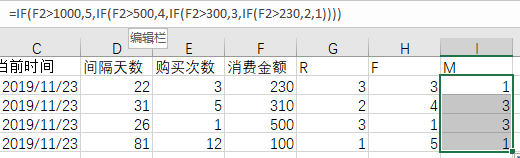 =IF(F2>1000,5,IF(F2>500,4,IF(F2>300,3,IF(F2>230,2,1))))
编辑栏
C D E F G H I
当前时间 间隔天数 购买次数 消费金额 R F M
2019/11/23 22 3 230 3 3 1
2019/11/23 31 5 310 2 4 3
2019/11/23 26 1 500 3 1 3
2019/11/23 81 12 100 1 5 1